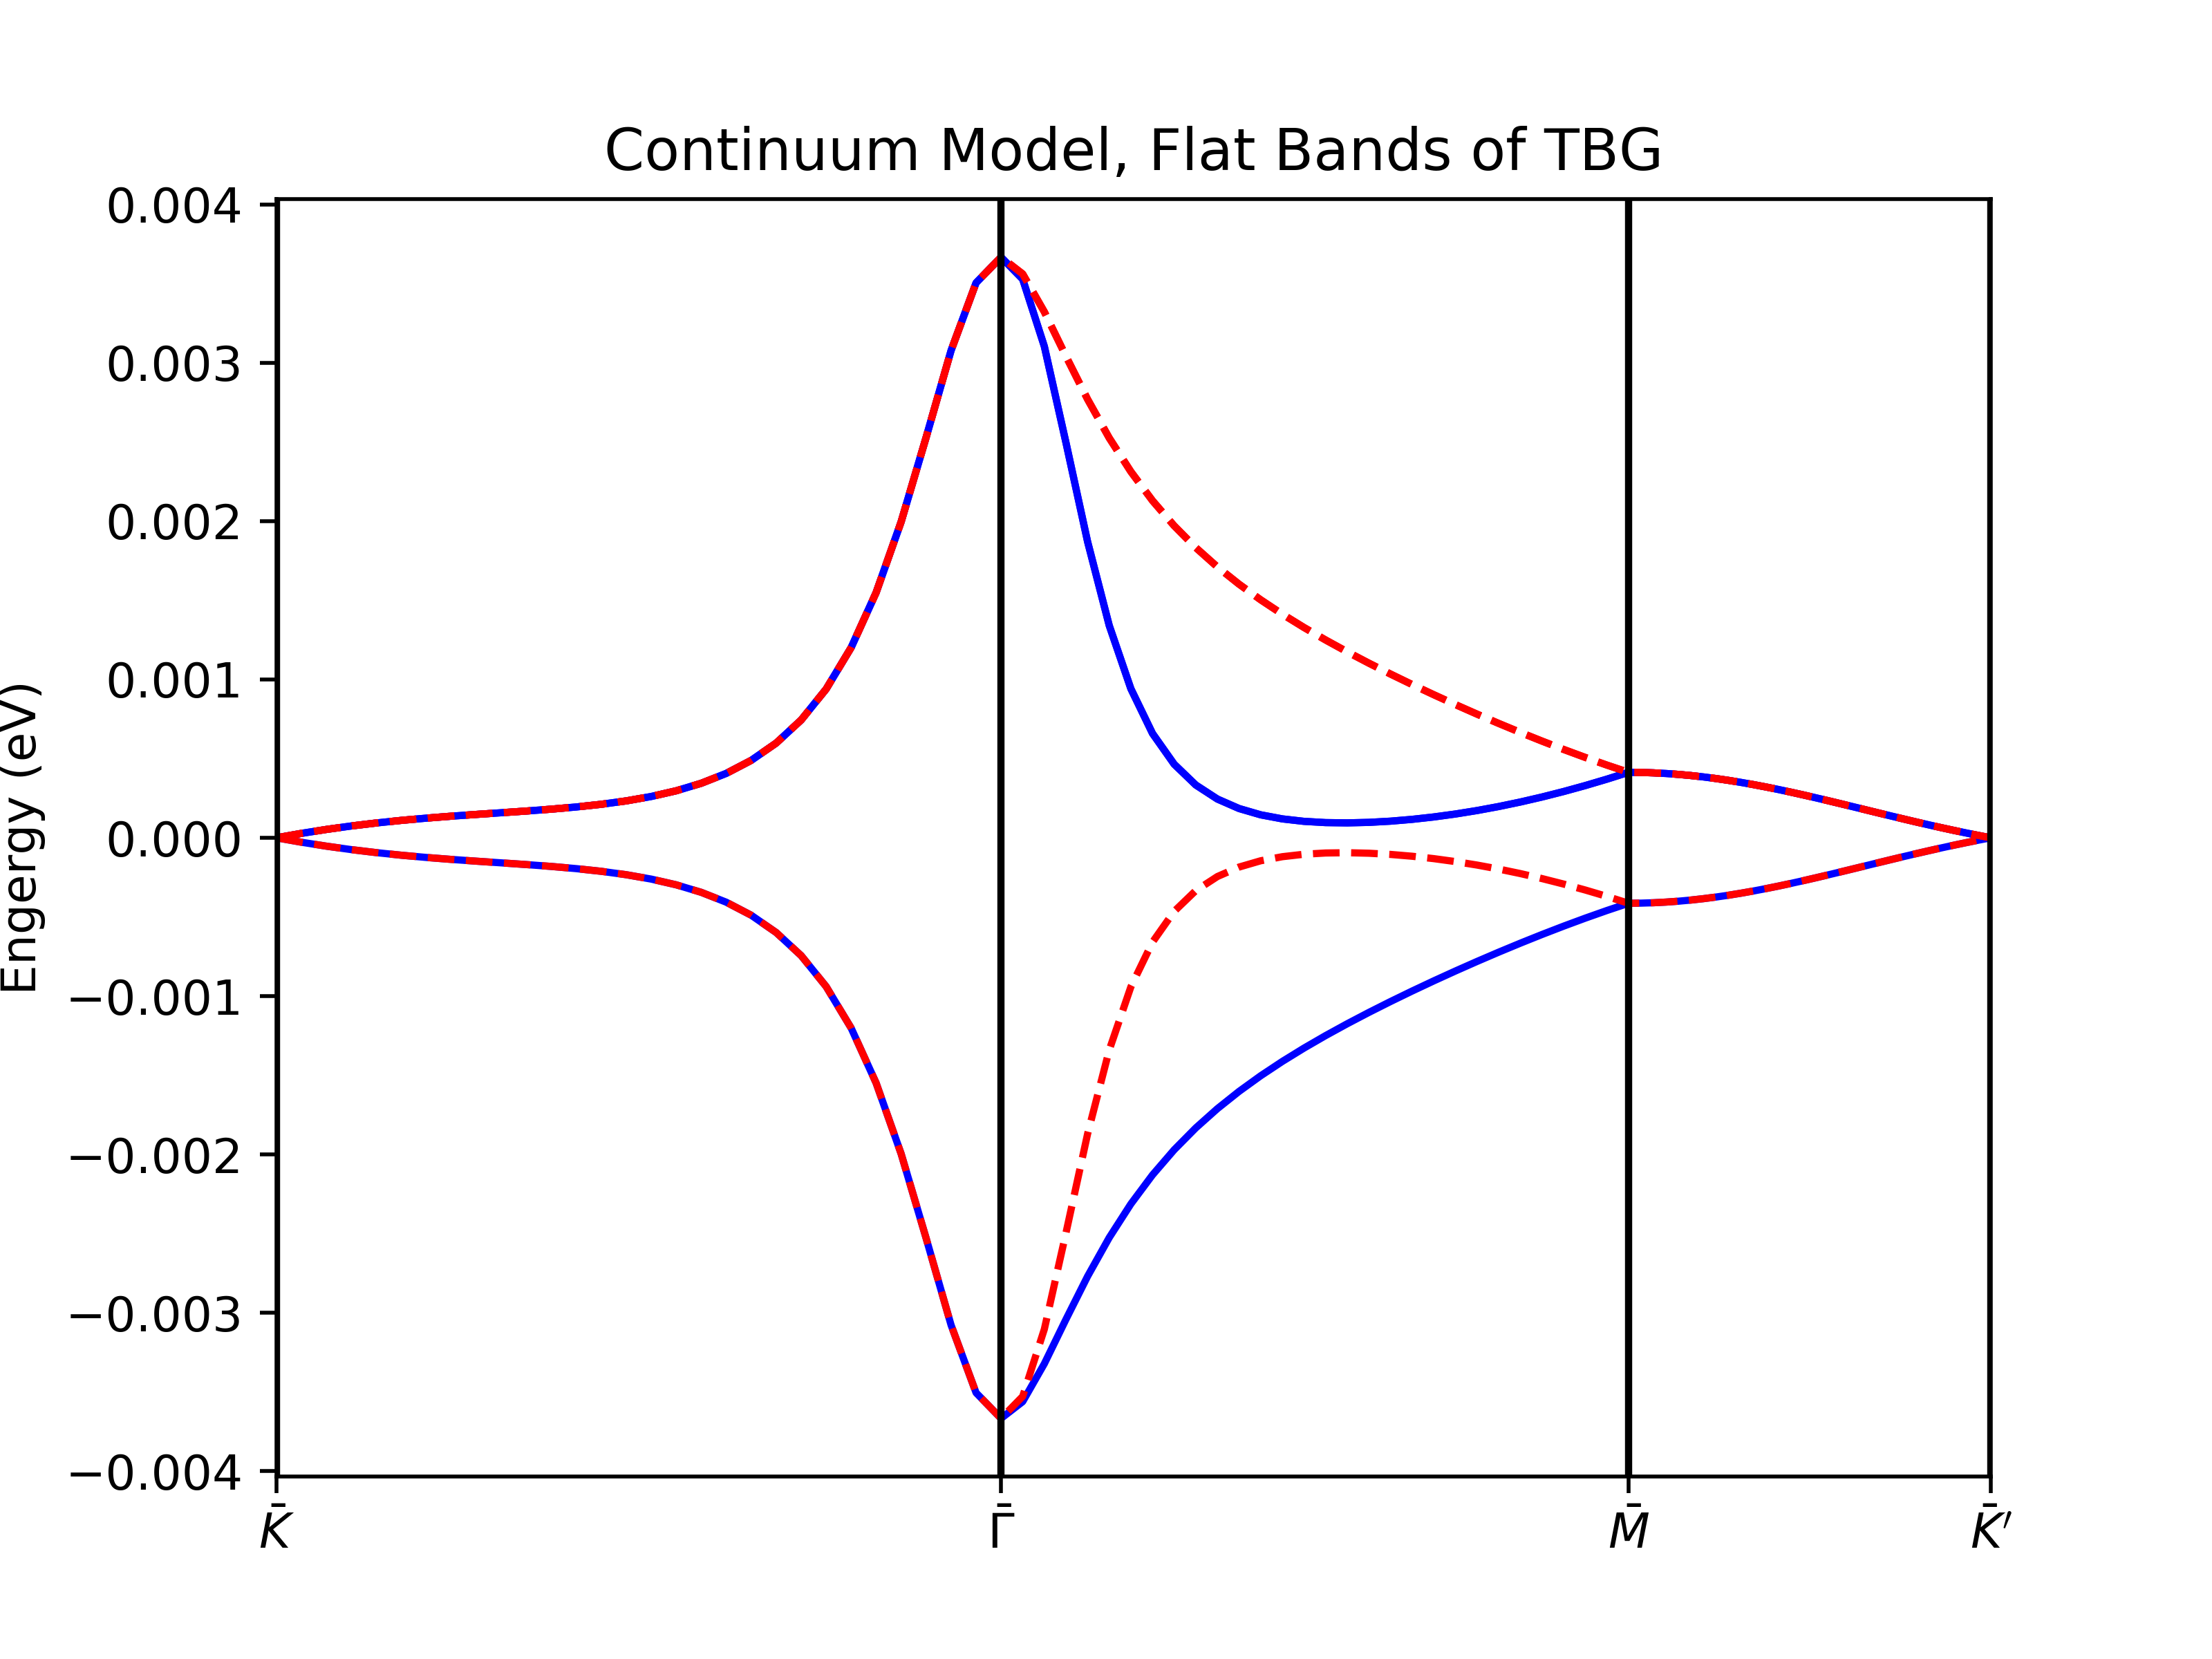 Continuum Model, Flat Bands of TBG
Engergy (eV)
0.004
0.003
0.002
0.001
0.000
−0.001
−0.002
−0.003
−0.004
K̄
Γ̄
M̄
K̄′